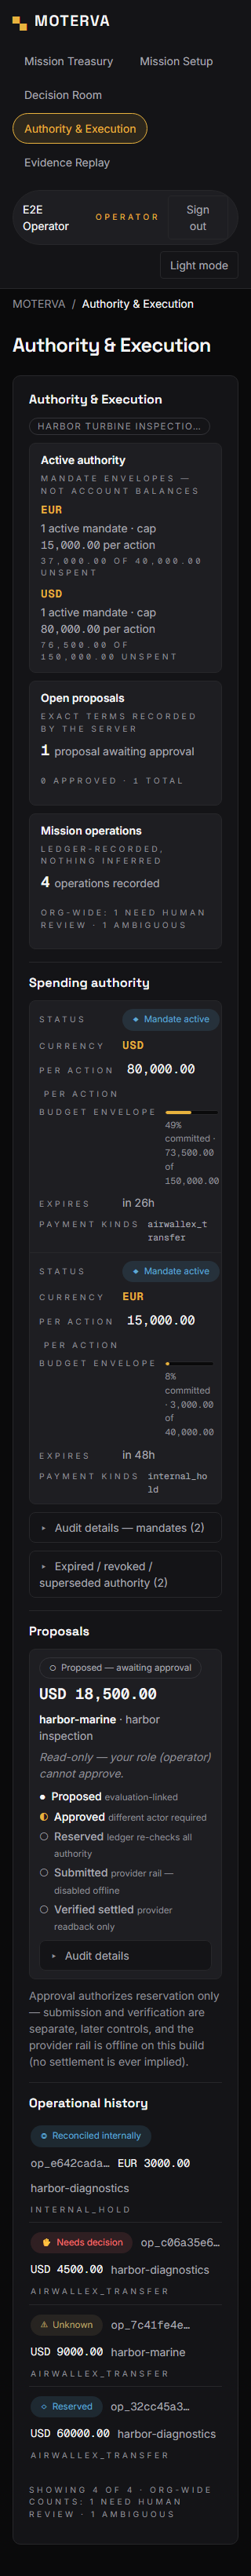 MOTERVA
Mission Treasury Mission Setup
Decision Room
Authority & Execution
Evidence Replay
E2E
Operator
OPERATOR
Sign
out
Light mode
MOTERVA / Authority & Execution
Authority & Execution
Authority & Execution
HARBOR TURBINE INSPECTIO...
Active authority
MANDATE ENVELOPES —
NOT ACCOUNT BALANCES
EUR
1 active mandate · cap
15,000.00 per action
37,000.00 OF 40,000.00
UNSPENT
USD
1 active mandate · cap
80,000.00 per action
76,500.00 OF
150,000.00 UNSPENT
Open proposals
EXACT TERMS RECORDED
BY THE SERVER
1 proposal awaiting approval
0 APPROVED · 1 TOTAL
Mission operations
LEDGER-RECORDED,
NOTHING INFERRED
4 operations recorded
ORG-WIDE: 1 NEED HUMAN
REVIEW · 1 AMBIGUOUS
Spending authority
STATUS Mandate active
CURRENCY USD
PER ACTION 80,000.00
PER ACTION
BUDGET ENVELOPE
49%
committed ·
73,500.00
of
150,000.00
EXPIRES in 26h
PAYMENT KINDS airwallex_t
ransfer
STATUS Mandate active
CURRENCY EUR
PER ACTION 15,000.00
PER ACTION
BUDGET ENVELOPE
8%
committed
· 3,000.00
of
40,000.00
EXPIRES in 48h
PAYMENT KINDS internal_ho
ld
Audit details — mandates (2)
Expired / revoked /
superseded authority (2)
Proposals
Proposed — awaiting approval
USD 18,500.00
harbor-marine · harbor
inspection
Read-only — your role (operator)
cannot approve.
Proposed evaluation-linked
Approved different actor required
Reserved ledger re-checks all
authority
Submitted provider rail —
disabled offline
Verified settled provider
readback only
Audit details
Approval authorizes reservation only
— submission and verification are
separate, later controls, and the
provider rail is offline on this build
(no settlement is ever implied).
Operational history
Reconciled internally
op_e642cada… EUR 3000.00
harbor-diagnostics
INTERNAL_HOLD
Needs decision op_c06a35e6…
USD 4500.00 harbor-diagnostics
AIRWALLEX_TRANSFER
Unknown op_7c41fe4e…
USD 9000.00 harbor-marine
AIRWALLEX_TRANSFER
Reserved op_32cc45a3…
USD 60000.00 harbor-diagnostics
AIRWALLEX_TRANSFER
SHOWING 4 OF 4 · ORG-WIDE
COUNTS: 1 NEED HUMAN
REVIEW · 1 AMBIGUOUS